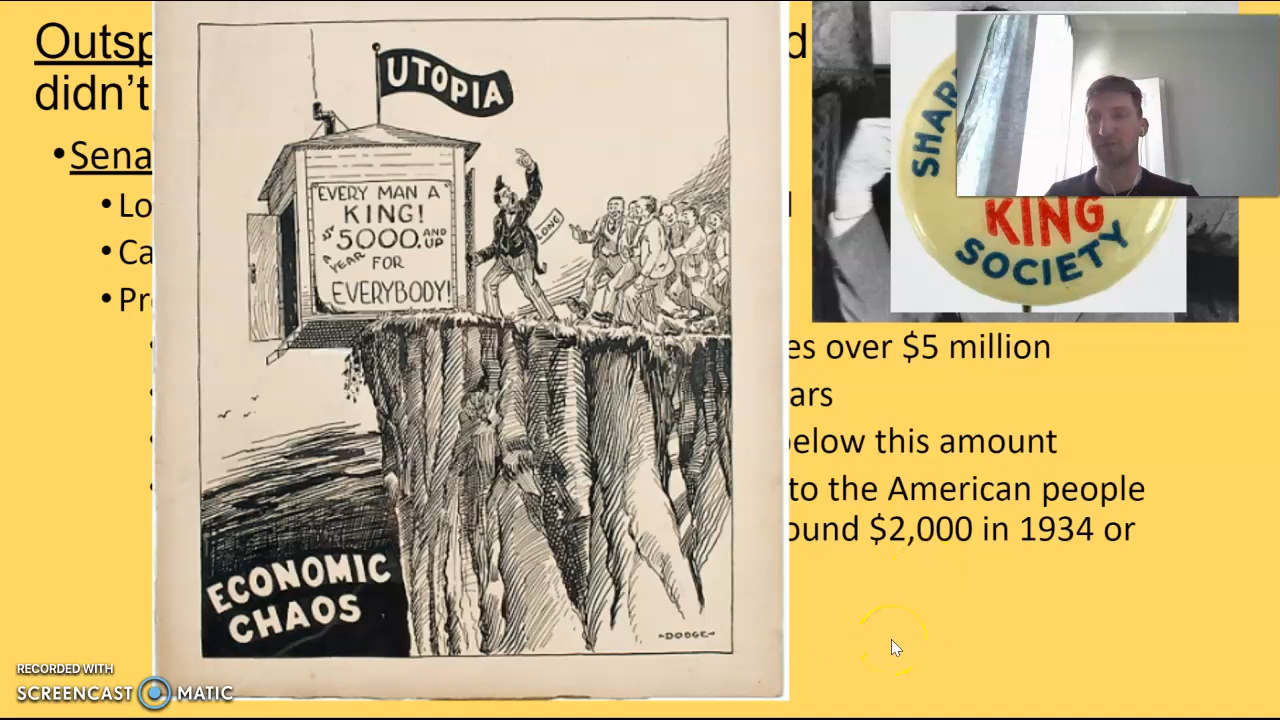 Outsp
d
didn't
•Sena
•Lo
•Ca
•Pr
es over $5 million
ars
below this amount
to the American people
ound $2,000 in 1934 or
UTOPIA
"EVERY MAN A
KING!
$5000. AND UP
A YEAR FOR
EVERYBODY!
LONG
ECONOMIC
CHAOS
-DODGE-
SHAR
KING
SOCIETY
RECORDED WITH
SCREENCAST MATIC